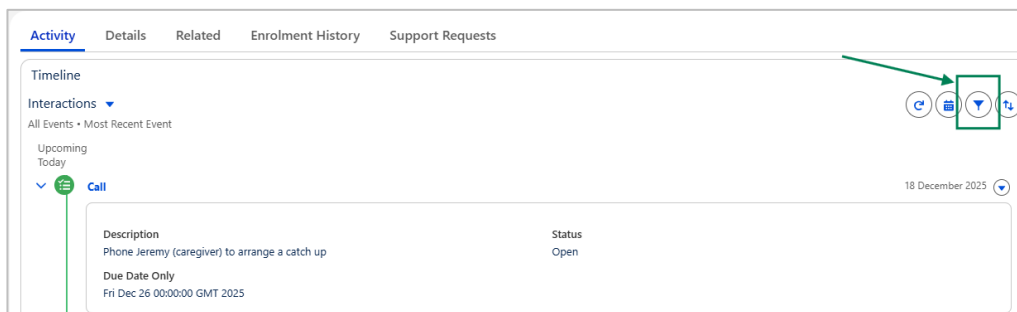 Activity Details Related Enrolment History Support Requests
Timeline
Interactions
All Events • Most Recent Event
Upcoming
Today
Call 18 December 2025
Description Status
Phone Jeremy (caregiver) to arrange a catch up Open
Due Date Only
Fri Dec 26 00:00:00 GMT 2025